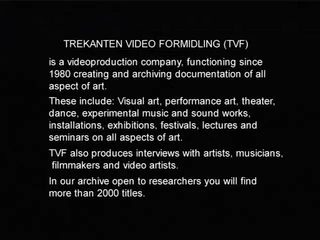 TREKANTEN VIDEO FORMIDLING (TVF)
is a videoproduction company, functioning since
1980 creating and archiving documentation of all
aspect of art.
These include: Visual art, performance art, theater,
dance, experimental music and sound works,
installations, exhibitions, festivals, lectures and
seminars on all aspects of art.
TVF also produces interviews with artists, musicians,
filmmakers and video artists.
In our archive open to researchers you will find
more than 2000 titles.